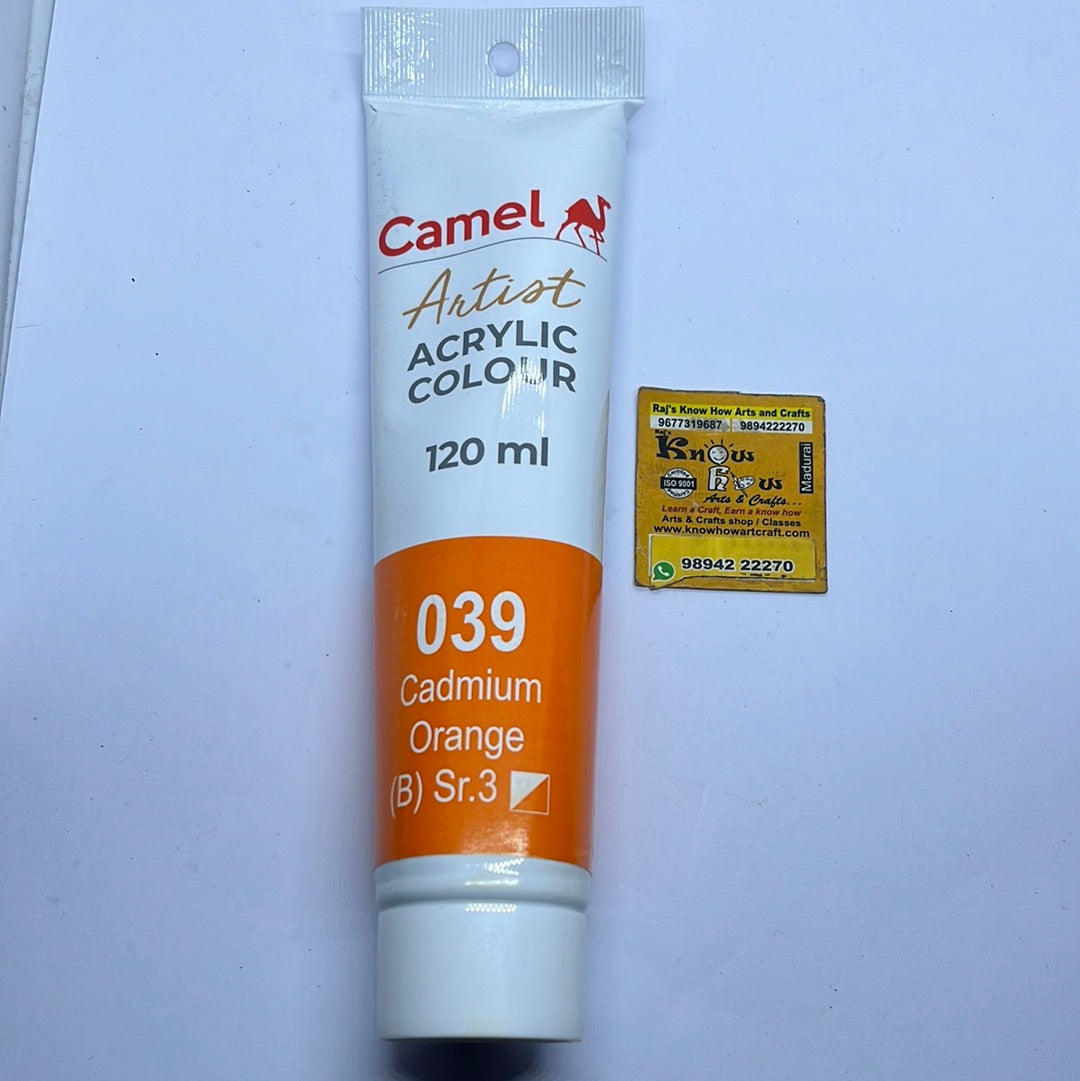 Camel
Artist
ACRYLIC
COLOUR
120 ml
039
Cadmium
Orange
(B) Sr.3
Raj's Know How Arts and Crafts
9677319687 9894222270
Raj's
Know
How
Madurai
ISO 9001
Arts & Crafts...
Learn a Craft, Earn a know how
Arts & Crafts shop / Classes
www.knowhowartcraft.com
98942 22270